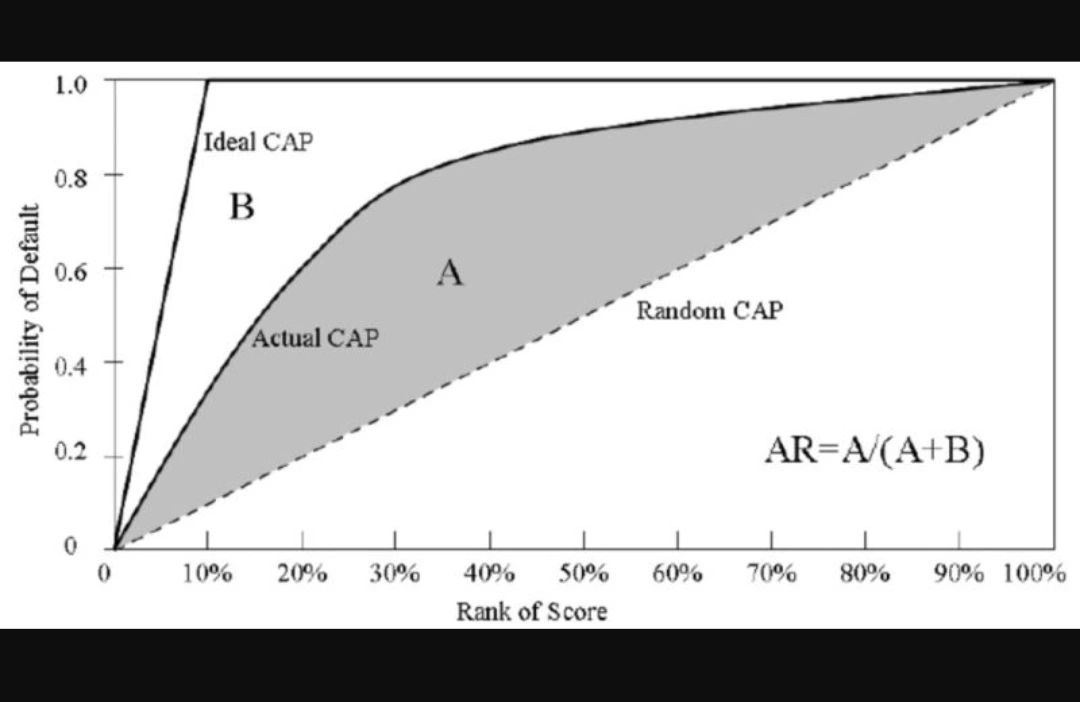 1.0
Ideal CAP
0.8
B
0.6
A
Random CAP
Actual CAP
0.4
AR=A/(A+B)
0.2
0
Probability of Default
0 10% 20% 30% 40% 50% 60% 70% 80% 90% 100%
Rank of Score